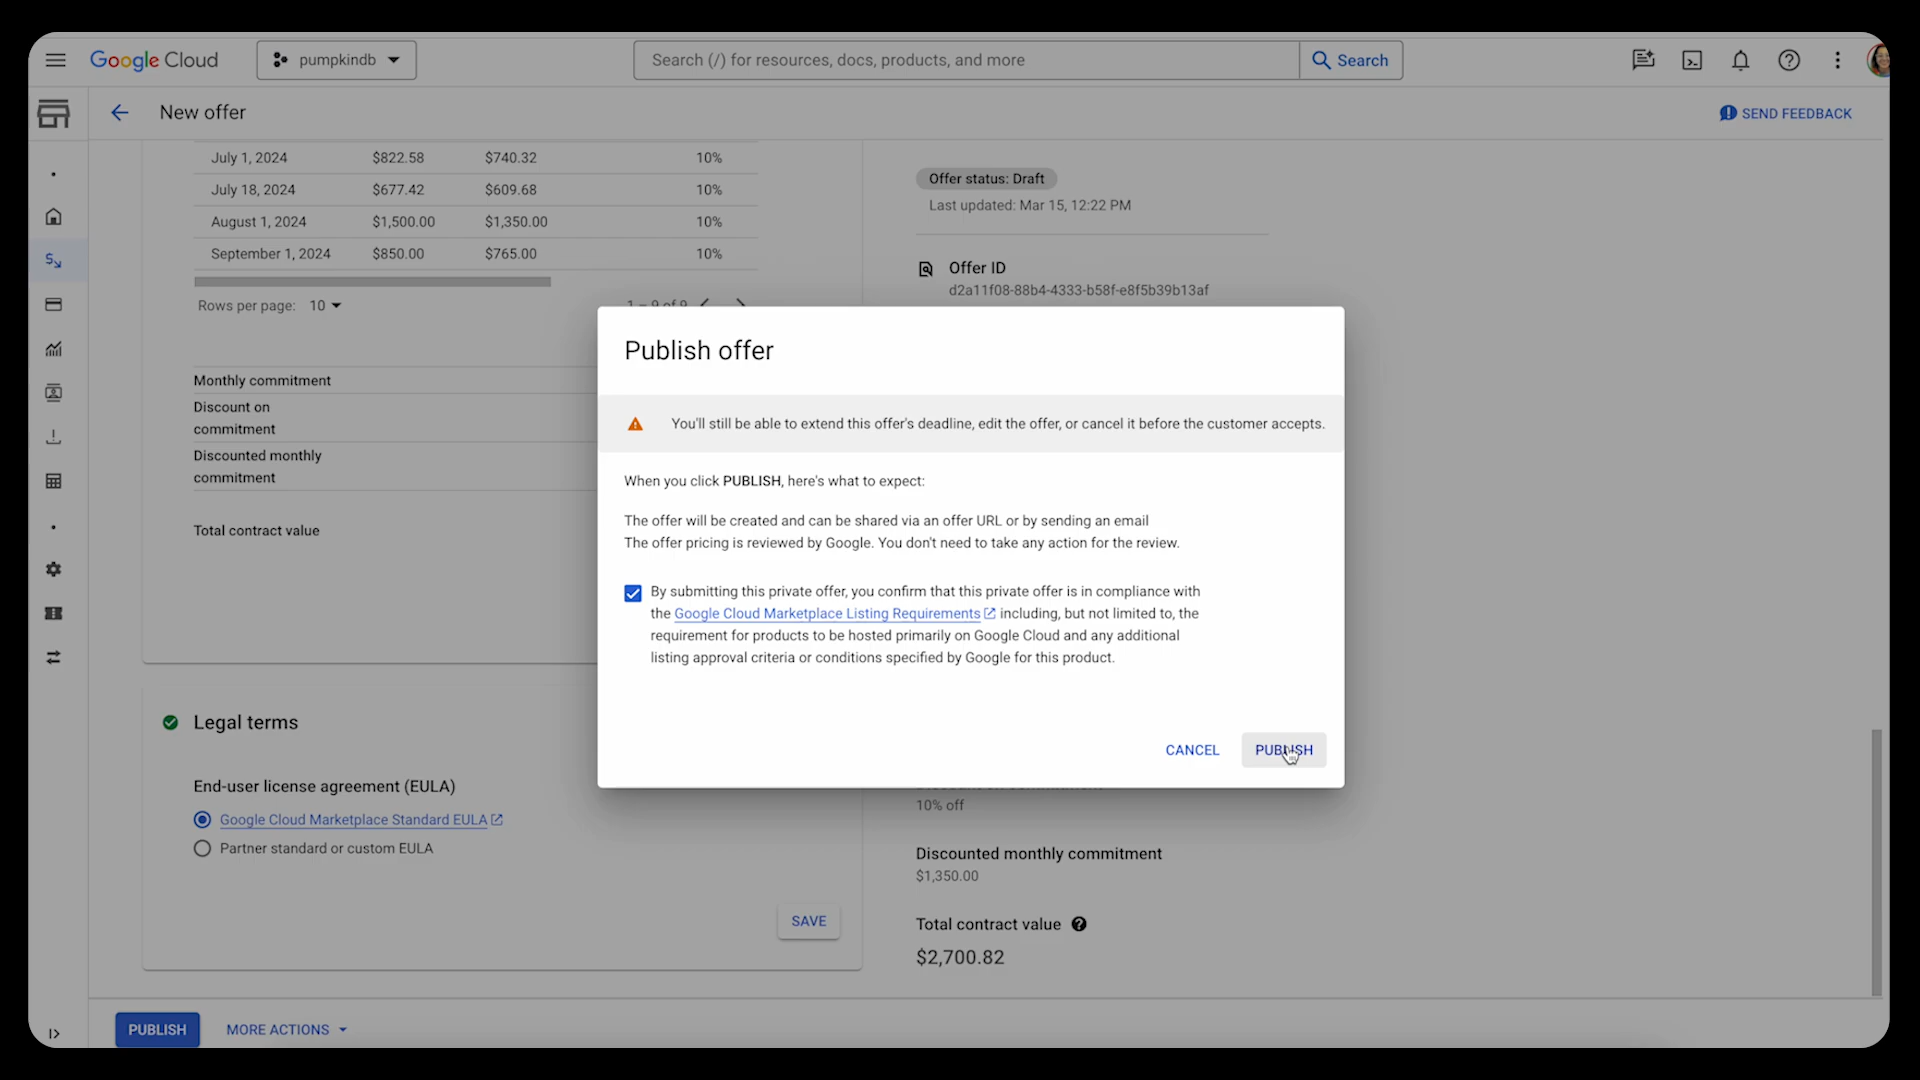 Google Cloud
pumpkindb
Search (/) for resources, docs, products, and more
Search
New offer
SEND FEEDBACK
July 1, 2024 $822.58 $740.32 10%
July 18, 2024 $677.42 $609.68 10%
August 1, 2024 $1,500.00 $1,350.00 10%
September 1, 2024 $850.00 $765.00 10%
Rows per page: 10
1 – 9 of 9
Monthly commitment
Discount on
commitment
Discounted monthly
commitment
Total contract value
Offer status: Draft
Last updated: Mar 15, 12:22 PM
Offer ID
d2a11f08-88b4-4333-b58f-e8f5b39b13af
Publish offer
You'll still be able to extend this offer's deadline, edit the offer, or cancel it before the customer accepts.
When you click PUBLISH, here's what to expect:
The offer will be created and can be shared via an offer URL or by sending an email
The offer pricing is reviewed by Google. You don't need to take any action for the review.
By submitting this private offer, you confirm that this private offer is in compliance with
the Google Cloud Marketplace Listing Requirements including, but not limited to, the
requirement for products to be hosted primarily on Google Cloud and any additional
listing approval criteria or conditions specified by Google for this product.
CANCEL
PUBLISH
Legal terms
End-user license agreement (EULA)
Google Cloud Marketplace Standard EULA
Partner standard or custom EULA
SAVE
10% off
Discounted monthly commitment
$1,350.00
Total contract value
$2,700.82
PUBLISH
MORE ACTIONS